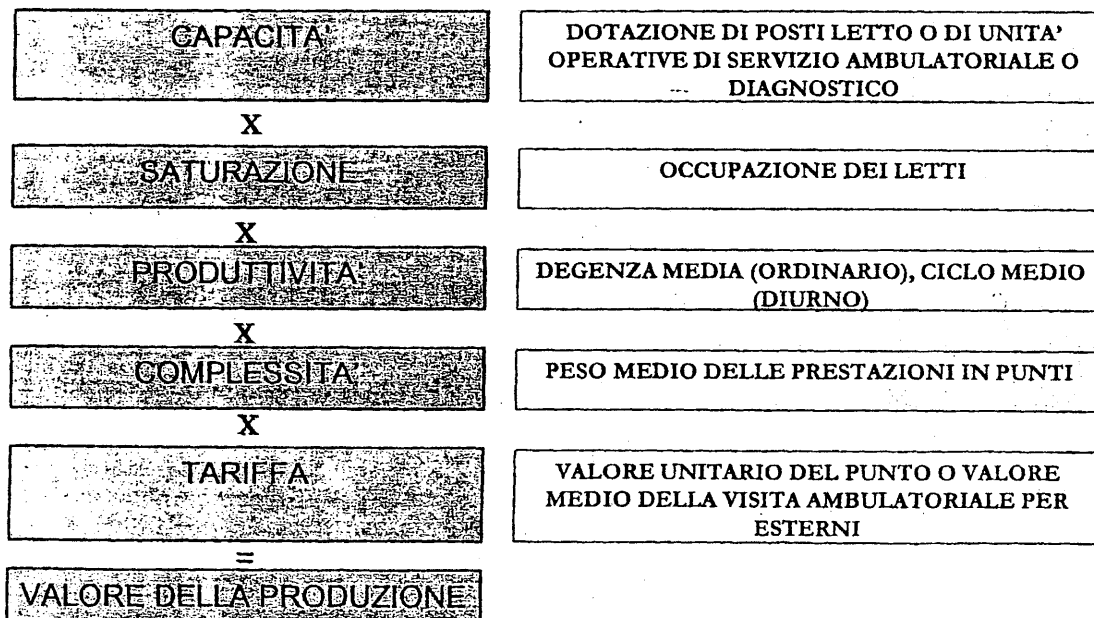 CAPACITA'
DOTAZIONE DI POSTI LETTO O DI UNITA'
OPERATIVE DI SERVIZIO AMBULATORIALE O
DIAGNOSTICO
X
SATURAZIONE
OCCUPAZIONE DEI LETTI
X
PRODUTTIVITA'
DEGENZA MEDIA (ORDINARIO), CICLO MEDIO
(DIURNO)
X
COMPLESSITA'
PESO MEDIO DELLE PRESTAZIONI IN PUNTI
X
TARIFFA
VALORE UNITARIO DEL PUNTO O VALORE
MEDIO DELLA VISITA AMBULATORIALE PER
ESTERNI
=
VALORE DELLA PRODUZIONE